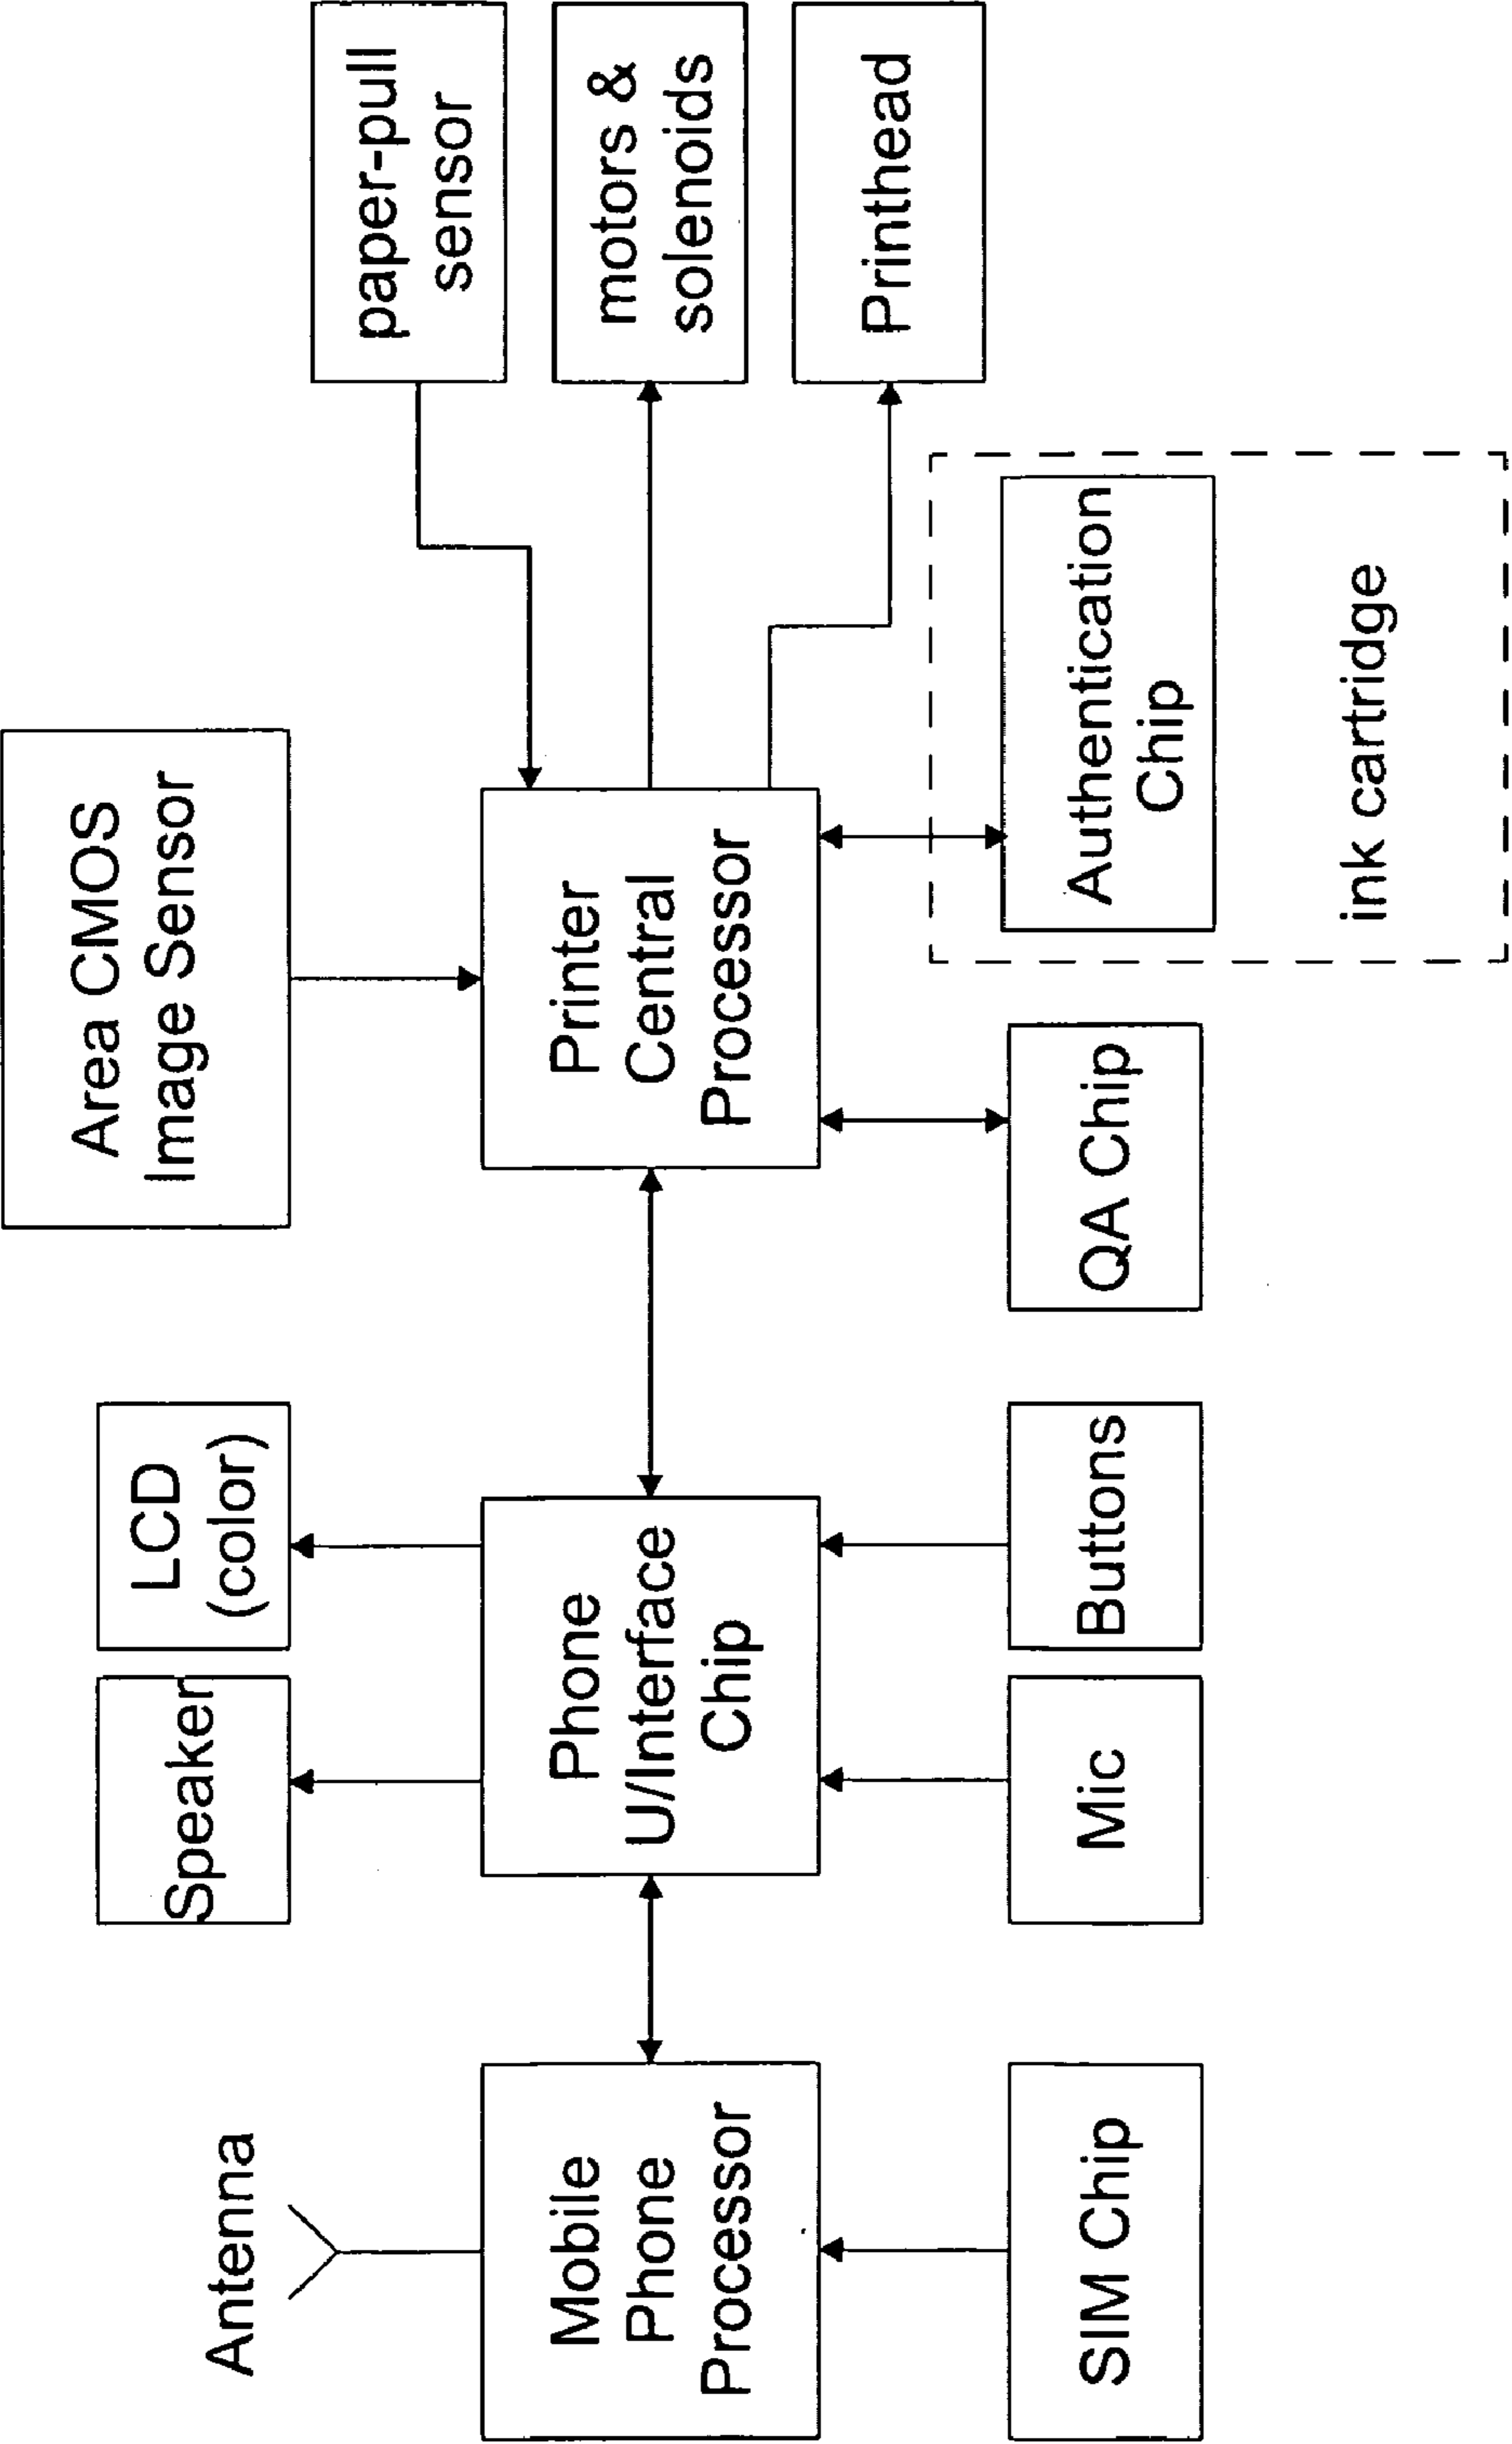 Antenna
Mobile
Phone
Processor
SIM Chip
Speaker
LCD
(color)
Phone
U/Interface
Chip
Mic
Buttons
Area CMOS
Image Sensor
Printer
Central
Processor
QA Chip
Authentication
Chip
ink cartridge
paper-pull
sensor
motors &
solenoids
Printhead